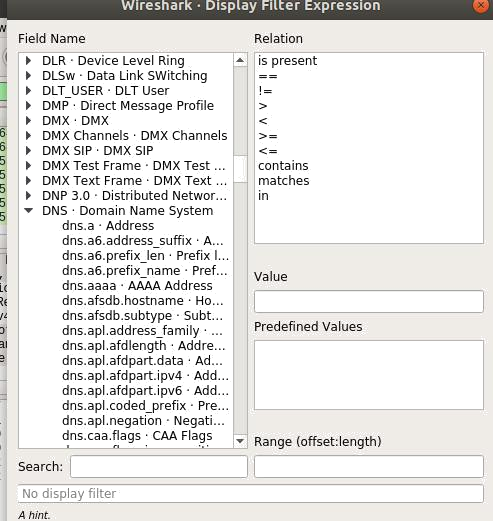 Wireshark · Display Filter Expression
Field Name
DLR · Device Level Ring
DLSw · Data Link SWitching
DLT_USER · DLT User
DMP · Direct Message Profile
DMX · DMX
DMX Channels · DMX Channels
DMX SIP · DMX SIP
DMX Test Frame · DMX Test ...
DMX Text Frame · DMX Text ...
DNP 3.0 · Distributed Networ...
DNS · Domain Name System
dns.a · Address
dns.a6.address_suffix · A...
dns.a6.prefix_len · Prefix l...
dns.a6.prefix_name · Pref...
dns.aaaa · AAAA Address
dns.afsdb.hostname · Ho...
dns.afsdb.subtype · Subt...
dns.apl.address_family · ...
dns.apl.afdlength · Addre...
dns.apl.afdpart.data · Ad...
dns.apl.afdpart.ipv4 · Add...
dns.apl.afdpart.ipv6 · Add...
dns.apl.coded_prefix · Pre...
dns.apl.negation · Negati...
dns.caa.flags · CAA Flags
Search:
Relation
is present
==
!=
>
<
>=
<=
contains
matches
in
Value
Predefined Values
Range (offset:length)
No display filter
A hint.